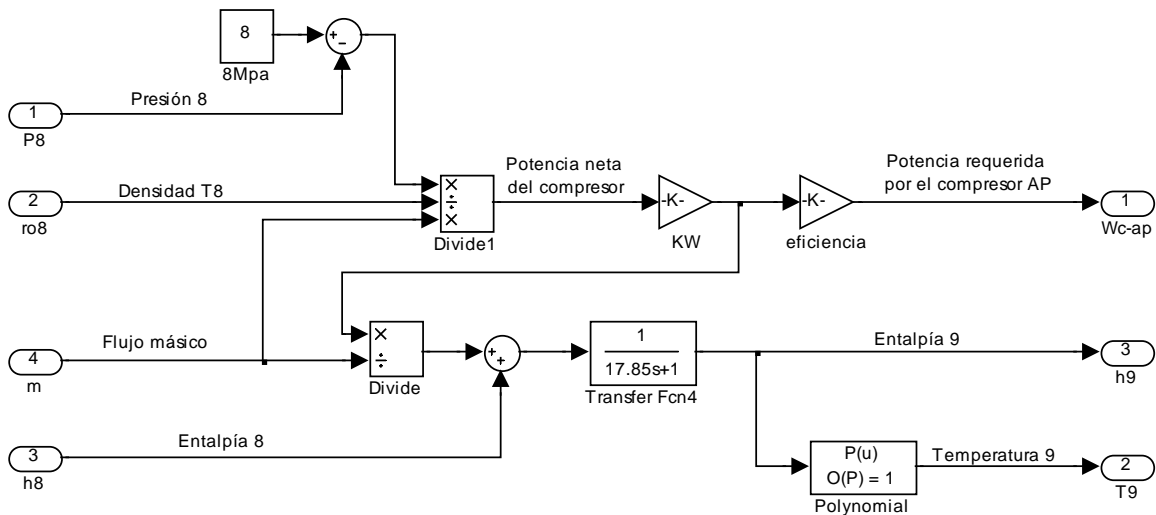 8
8Mpa
+
−
Presión 8
1
P8
Densidad T8
2
ro8
×
÷
×
Divide1
Potencia neta
del compresor
-K-
KW
-K-
eficiencia
Potencia requerida
por el compresor AP
1
Wc-ap
Flujo másico
4
m
×
÷
Divide
+
+
1
17.85s+1
Transfer Fcn4
Entalpía 9
3
h9
Entalpía 8
3
h8
P(u)
O(P) = 1
Polynomial
Temperatura 9
2
T9